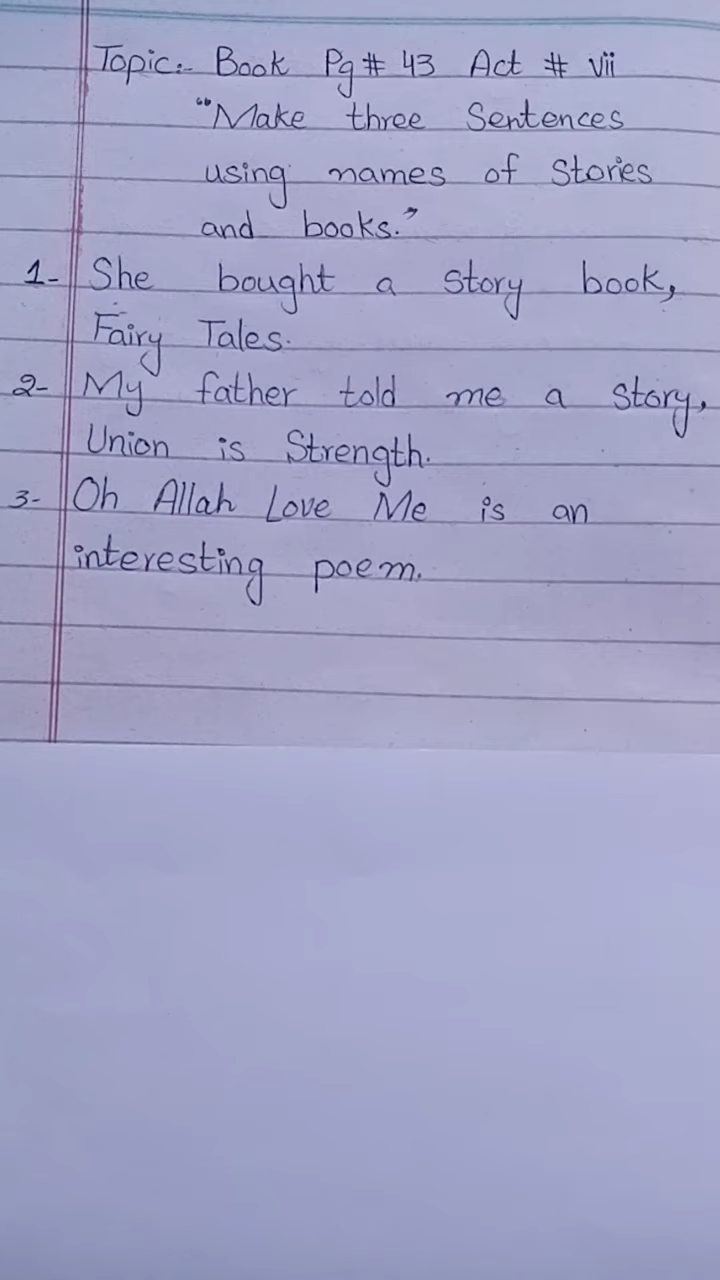 Topic:- Book Pg # 43 Act # vii
"Make three Sentences
using names of Stories
and books."
1- She bought a story book,
Fairy Tales.
2- My father told me a story,
Union is Strength.
3- Oh Allah Love Me is an
interesting poem.